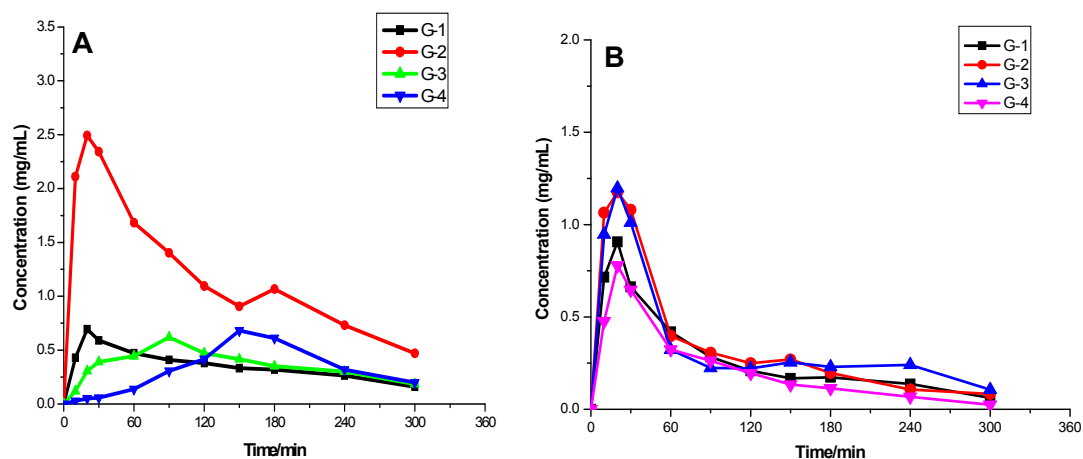 A
G-1
G-2
G-3
G-4
Concentration (mg/mL)
3.5
3.0
2.5
2.0
1.5
1.0
0.5
0.0
0 60 120 180 240 300 360
Time/min
B
G-1
G-2
G-3
G-4
Concentration (mg/mL)
2.0
1.5
1.0
0.5
0.0
0 60 120 180 240 300 360
Time/min